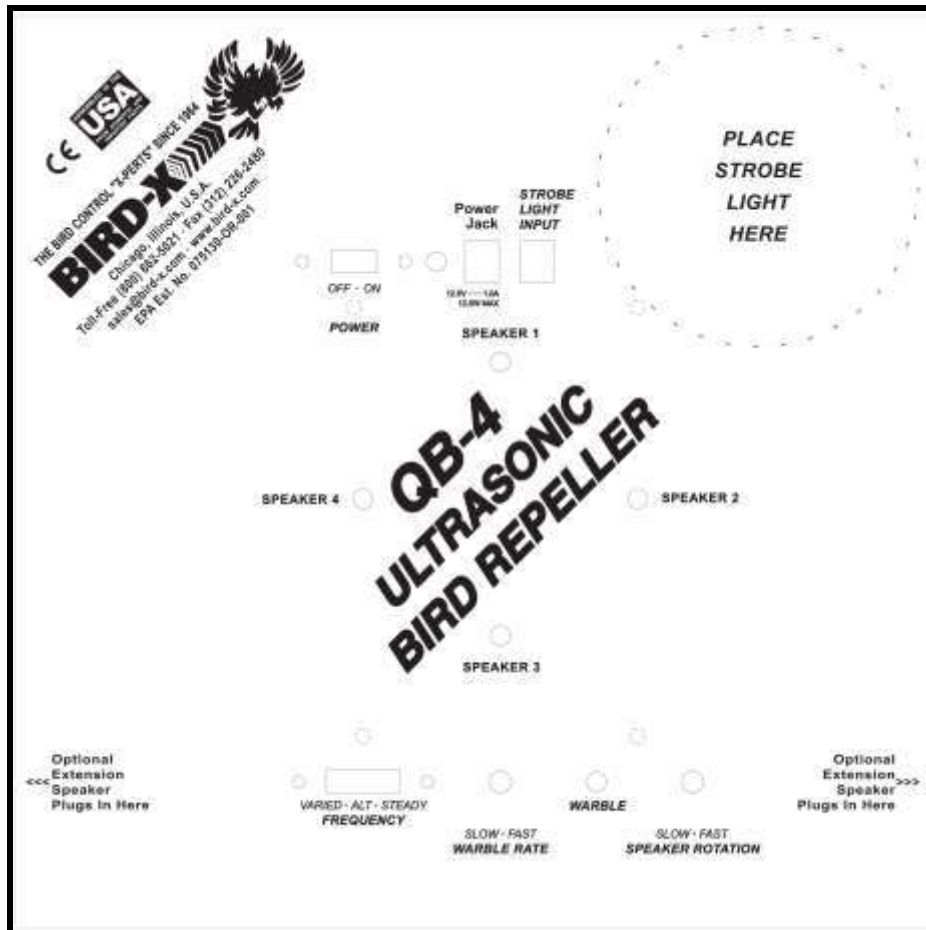 CE
USA
THE BIRD CONTROL "X-PERTS" SINCE 1964
BIRD-X
Chicago, Illinois, U.S.A.
Toll-Free (800) 662-5021 · Fax (312) 226-2480
sales@bird-x.com · www.bird-x.com
EPA Est. No. 075130-OR-001
PLACE
STROBE
LIGHT
HERE
Power
Jack
STROBE
LIGHT
INPUT
OFF - ON
POWER
SPEAKER 1
QB-4
ULTRASONIC
BIRD REPELLER
SPEAKER 4
SPEAKER 2
SPEAKER 3
Optional
<<< Extension
Speaker
Plugs In Here
VARIED - ALT - STEADY
FREQUENCY
SLOW - FAST
WARBLE RATE
WARBLE
SLOW - FAST
SPEAKER ROTATION
Optional
Extension >>>
Speaker
Plugs In Here